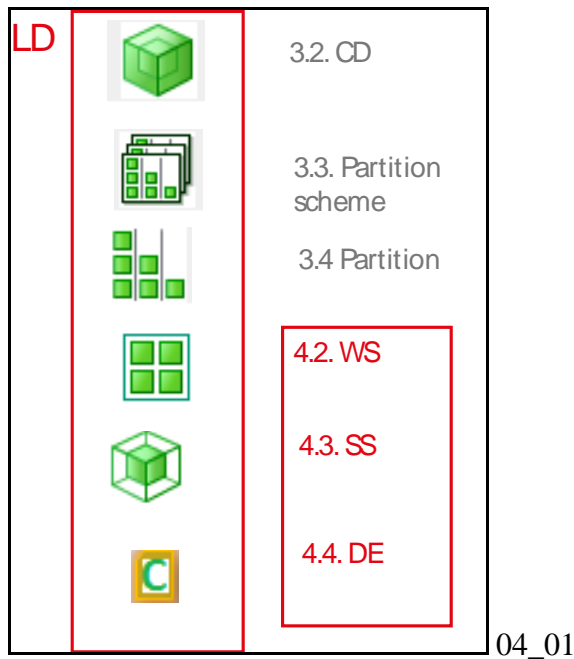 LD
3.2. CD
3.3. Partition
scheme
3.4 Partition
4.2. WS
4.3. SS
4.4. DE
C
04_01